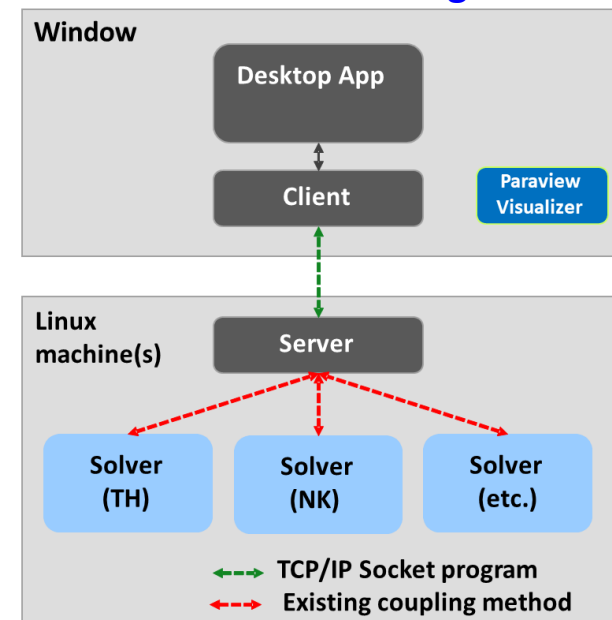 Window
Desktop App
Client
Paraview
Visualizer
Linux
machine(s)
Server
Solver
(TH)
Solver
(NK)
Solver
(etc.)
TCP/IP Socket program
Existing coupling method